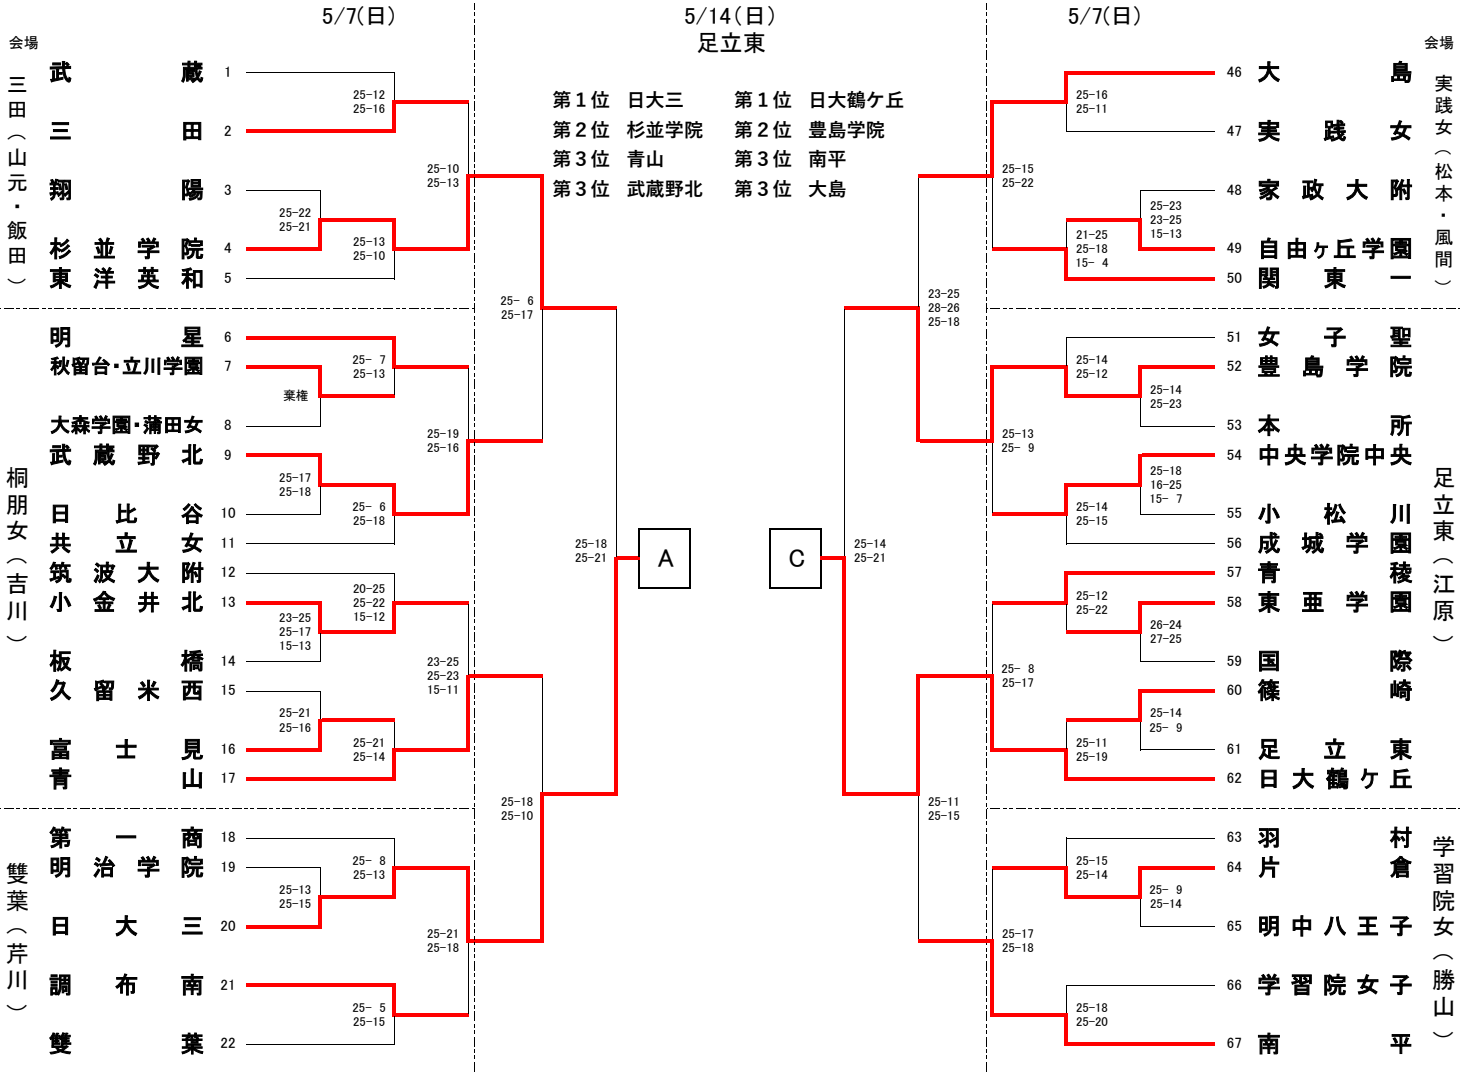 5/7(日)
5/14(日)
足立東
5/7(日)
会場
会場
第1位 日大三 第1位 日大鶴ケ丘
第2位 杉並学院 第2位 豊島学院
第3位 青山 第3位 南平
第3位 武蔵野北 第3位 大島
三田(山元・飯田)
武蔵 1
三田 2
翔陽 3
杉並学院 4
東洋英和 5
25-12
25-16
25-22
25-21
25-13
25-10
25-10
25-13
桐朋女(吉川)
明星 6
秋留台・立川学園 7
大森学園・蒲田女 8
武蔵野北 9
日比谷 10
共立女 11
筑波大附 12
小金井北 13
板橋 14
久留米西 15
富士見 16
青山 17
25- 7
25-13
棄権
25-17
25-18
25- 6
25-18
25-19
25-16
20-25
25-22
15-12
23-25
25-17
15-13
25-21
25-16
25-21
25-14
23-25
25-23
15-11
雙葉(芹川)
第一商 18
明治学院 19
日大三 20
調布南 21
雙葉 22
25- 8
25-13
25-13
25-15
25- 5
25-15
25-21
25-18
25- 6
25-17
25-18
25-10
25-18
25-21
A
C
25-14
25-21
23-25
28-26
25-18
25-11
25-15
実践女(松本・風間)
46 大島
47 実践女
48 家政大附
49 自由ヶ丘学園
50 関東一
25-16
25-11
25-23
23-25
15-13
21-25
25-18
15- 4
25-15
25-22
足立東(江原)
51 女子聖
52 豊島学院
53 本所
54 中央学院中央
55 小松川
56 成城学園
57 青稜
58 東亜学園
59 国際
60 篠崎
61 足立東
62 日大鶴ケ丘
25-14
25-12
25-14
25-23
25-13
25- 9
25-18
16-25
15- 7
25-14
25-15
25-12
25-22
26-24
27-25
25- 8
25-17
25-14
25- 9
25-11
25-19
学習院女(勝山)
63 羽村
64 片倉
65 明中八王子
66 学習院女子
67 南平
25-15
25-14
25- 9
25-14
25-17
25-18
25-18
25-20